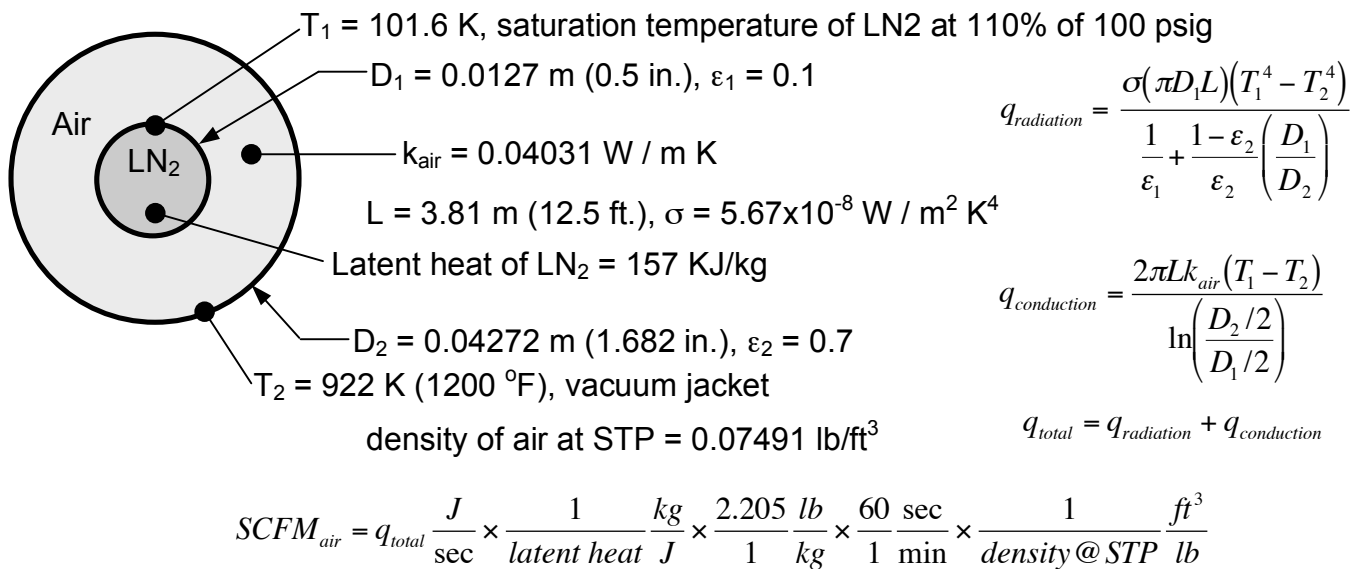 T₁ = 101.6 K, saturation temperature of LN2 at 110% of 100 psig
D₁ = 0.0127 m (0.5 in.), ε₁ = 0.1
Air
LN₂
k_air = 0.04031 W / m K
L = 3.81 m (12.5 ft.), σ = 5.67x10⁻⁸ W / m² K⁴
Latent heat of LN₂ = 157 KJ/kg
D₂ = 0.04272 m (1.682 in.), ε₂ = 0.7
T₂ = 922 K (1200 °F), vacuum jacket
density of air at STP = 0.07491 lb/ft³
q_radiation = σ(πD₁L)(T₁⁴ − T₂⁴) / (1/ε₁ + (1 − ε₂)/ε₂ (D₁/D₂))
q_conduction = 2πLk_air(T₁ − T₂) / ln((D₂/2)/(D₁/2))
q_total = q_radiation + q_conduction
SCFM_air = q_total J/sec × 1/latent heat kg/J × 2.205/1 lb/kg × 60/1 sec/min × 1/density @ STP ft³/lb